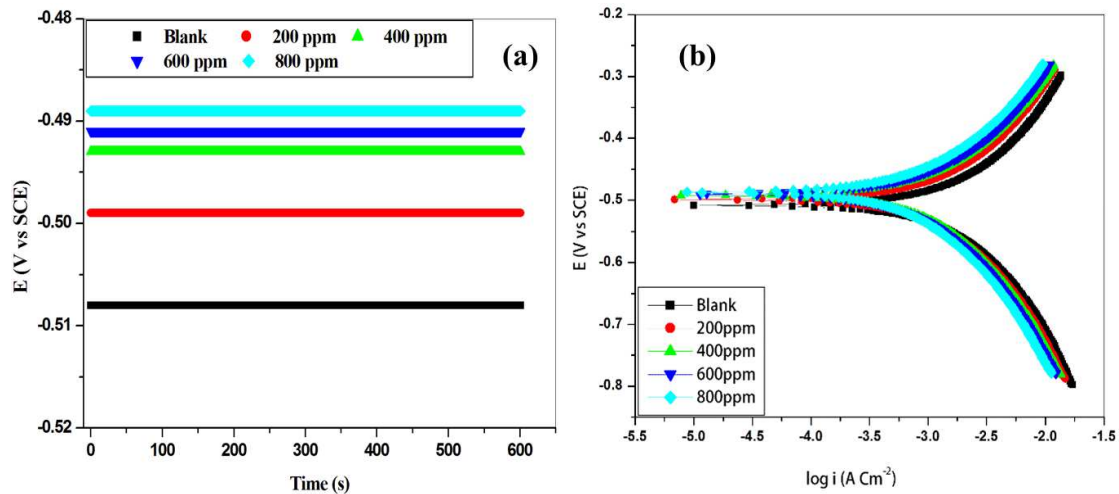 -0.48
-0.49
-0.50
-0.51
-0.52
E (V vs SCE)
Blank 200 ppm 400 ppm
600 ppm 800 ppm
(a)
0 100 200 300 400 500 600
Time (s)
-0.2
-0.3
-0.4
-0.5
-0.6
-0.7
-0.8
E (V vs SCE)
(b)
Blank
200ppm
400ppm
600ppm
800ppm
-5.5 -5.0 -4.5 -4.0 -3.5 -3.0 -2.5 -2.0 -1.5
log i (A Cm⁻²)